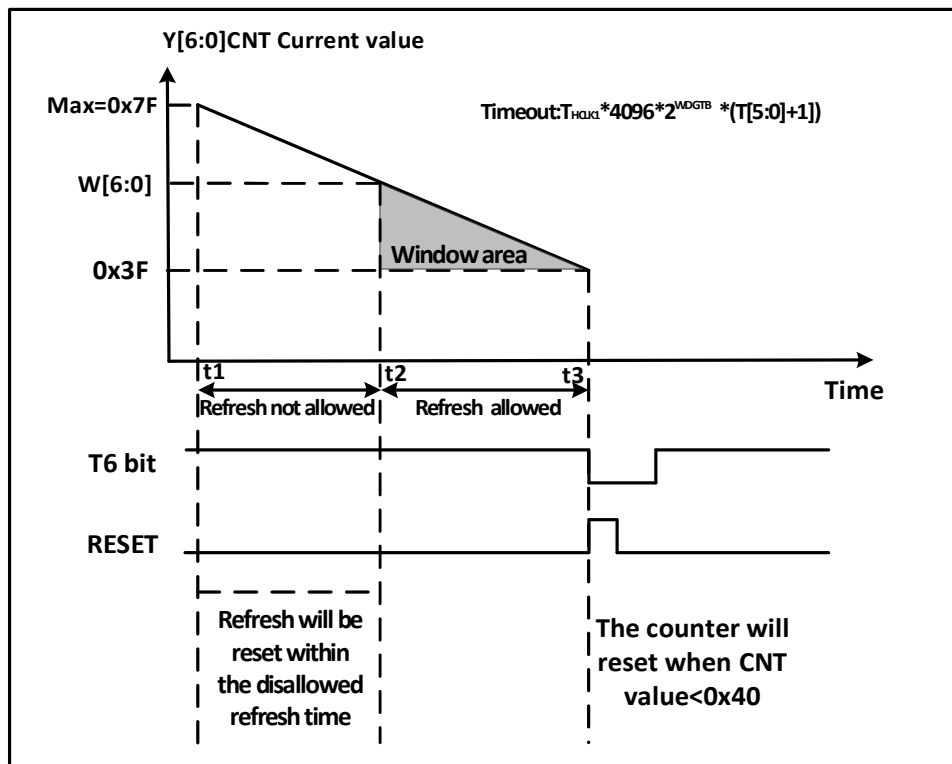 Y[6:0]CNT Current value
Max=0x7F
Timeout:THCLK1*4096*2WDGTB *(T[5:0]+1])
W[6:0]
Window area
0x3F
t1
t2
t3
Time
Refresh not allowed
Refresh allowed
T6 bit
RESET
Refresh will be
reset within
the disallowed
refresh time
The counter will
reset when CNT
value<0x40